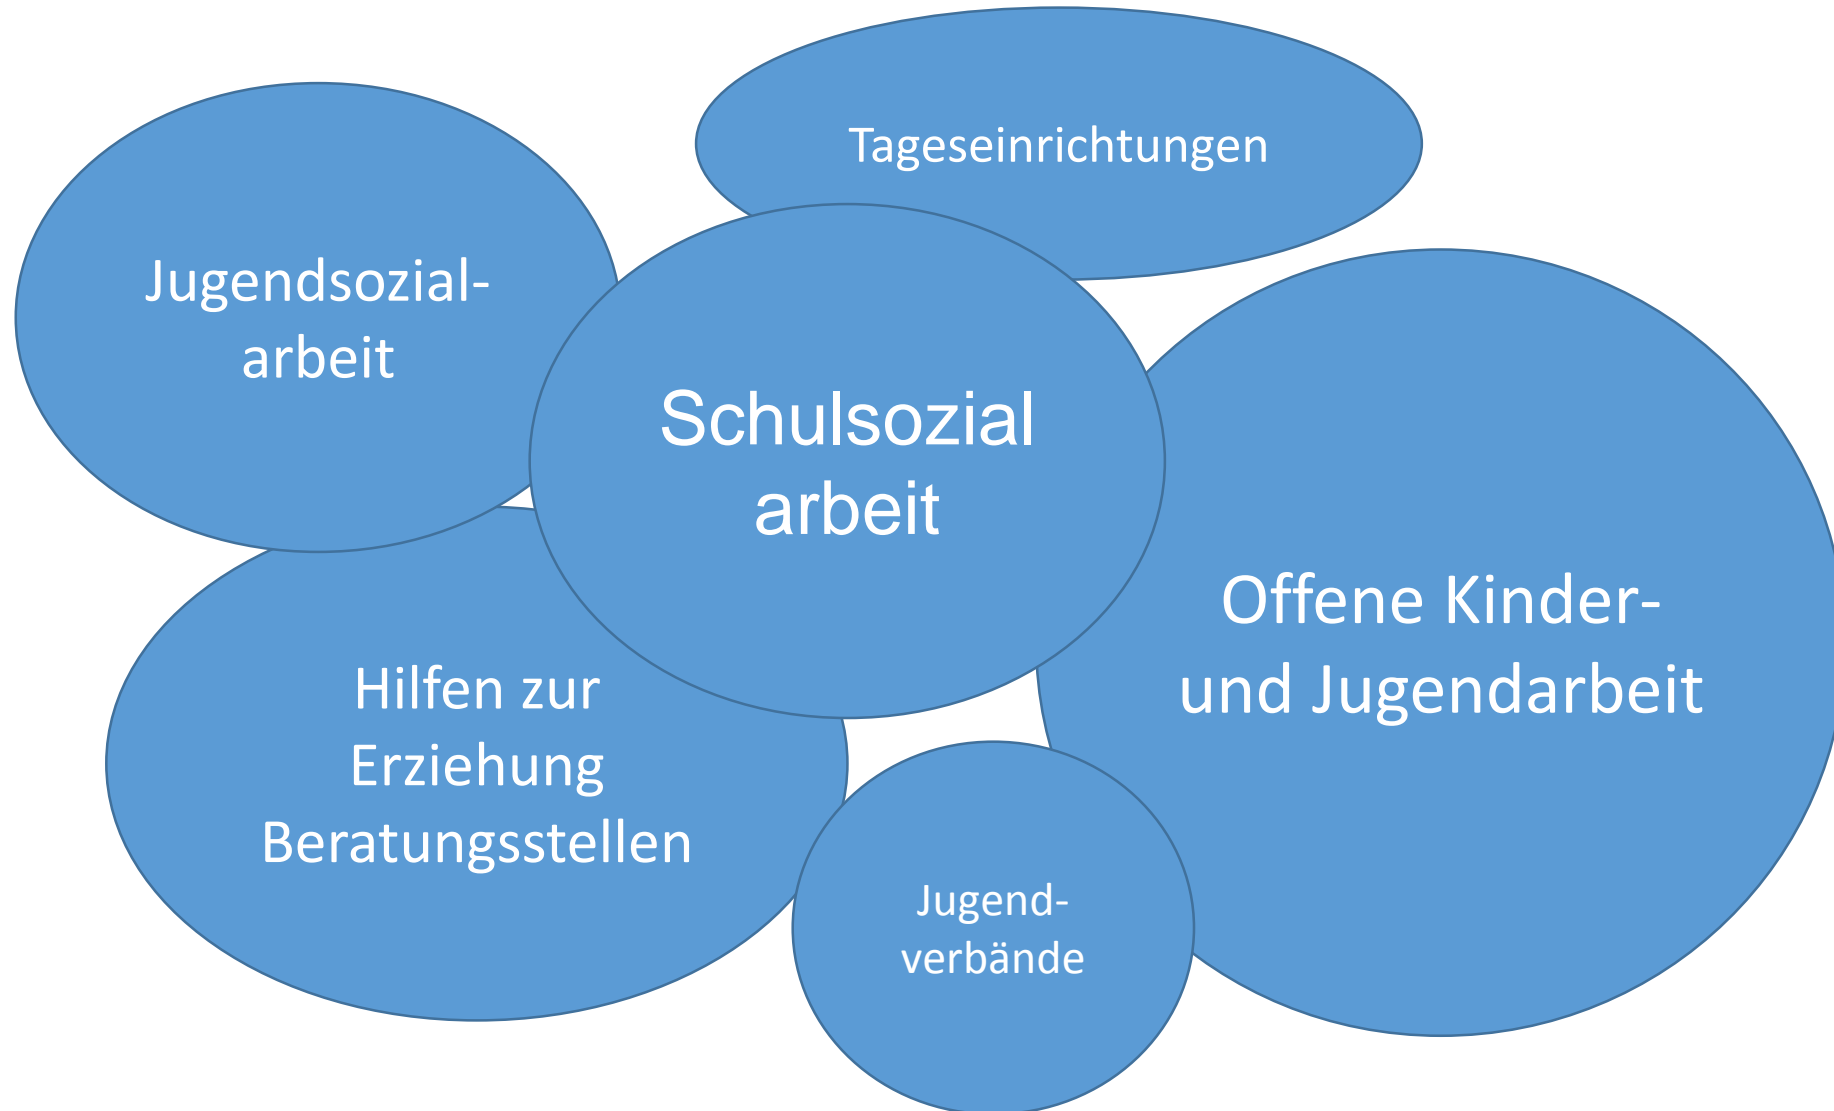 Tageseinrichtungen
Jugendsozial-
arbeit
Schulsozial
arbeit
Offene Kinder-
und Jugendarbeit
Hilfen zur
Erziehung
Beratungsstellen
Jugend-
verbände